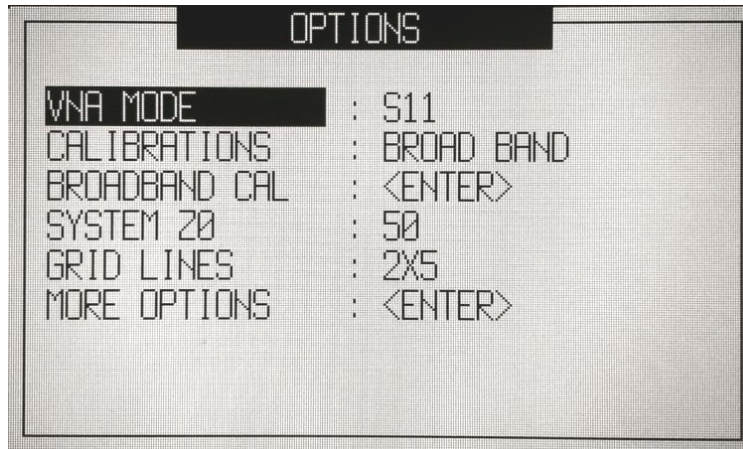 OPTIONS
VNA MODE : S11
CALIBRATIONS : BROAD BAND
BROADBAND CAL : <ENTER>
SYSTEM Z0 : 50
GRID LINES : 2X5
MORE OPTIONS : <ENTER>